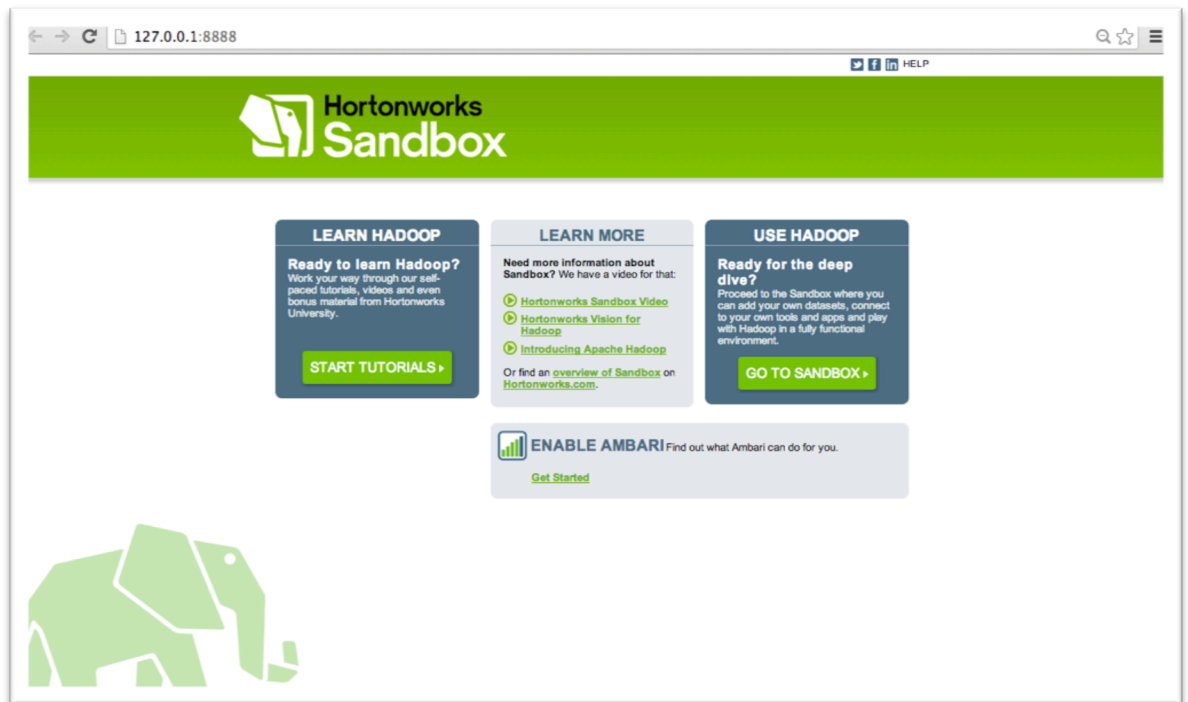 127.0.0.1:8888
HELP
Hortonworks
Sandbox
LEARN HADOOP
Ready to learn Hadoop?
Work your way through our self-
paced tutorials, videos and even
bonus material from Hortonworks
University.
START TUTORIALS
LEARN MORE
Need more information about
Sandbox? We have a video for that:
Hortonworks Sandbox Video
Hortonworks Vision for
Hadoop
Introducing Apache Hadoop
Or find an overview of Sandbox on
Hortonworks.com.
USE HADOOP
Ready for the deep
dive?
Proceed to the Sandbox where you
can add your own datasets, connect
to your own tools and apps and play
with Hadoop in a fully functional
environment.
GO TO SANDBOX
ENABLE AMBARI Find out what Ambari can do for you.
Get Started